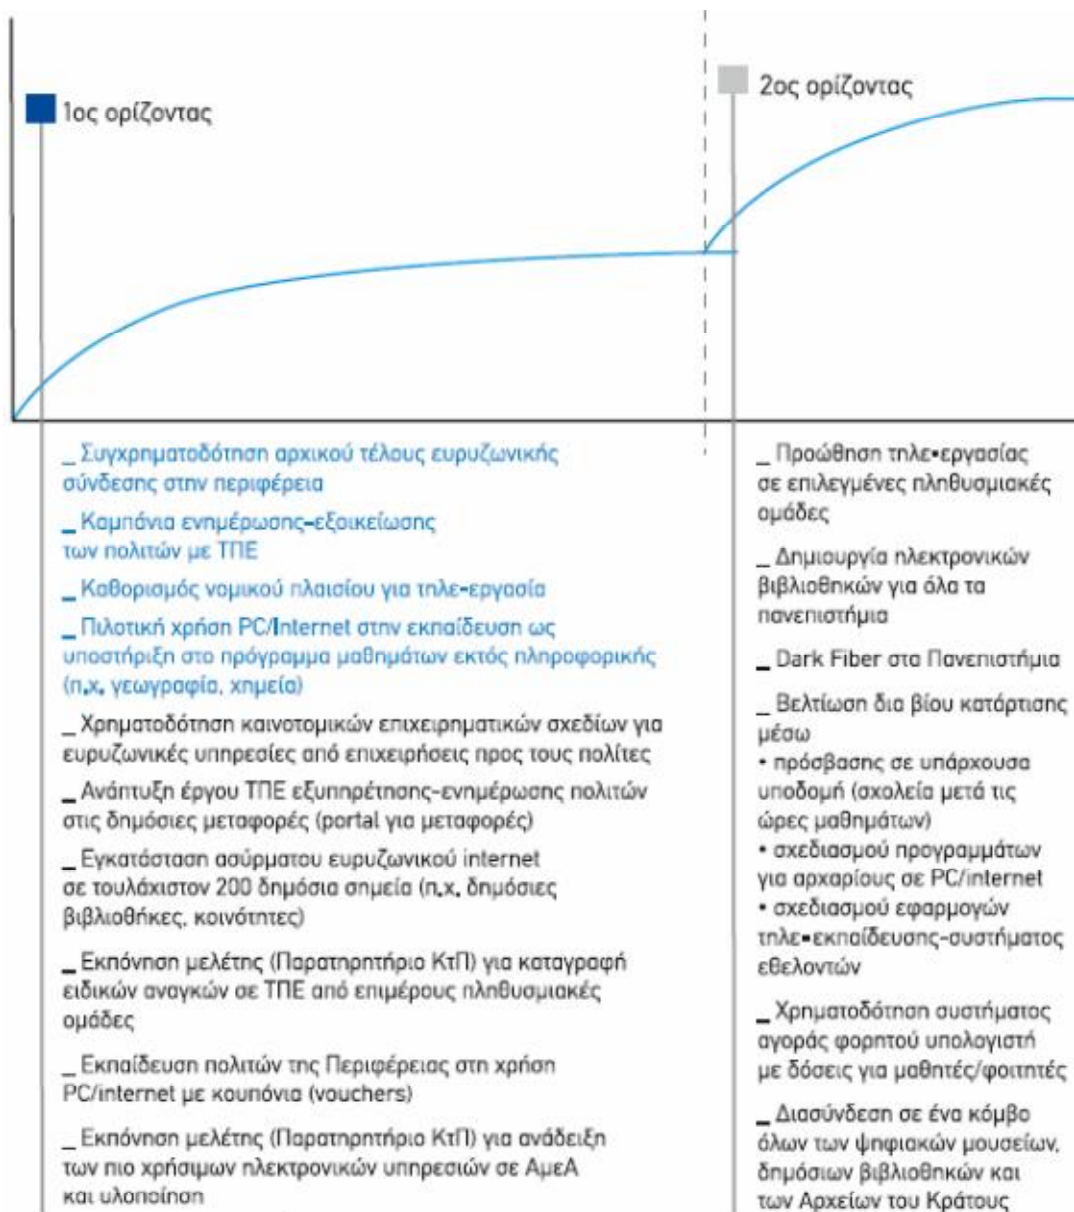 1ος ορίζοντας
_ Συγχρηματοδότηση αρχικού τέλους ευρυζωνικής
σύνδεσης στην περιφέρεια
_ Καμπάνια ενημέρωσης-εξοικείωσης
των πολιτών με ΤΠΕ
_ Καθορισμός νομικού πλαισίου για τηλε-εργασία
_ Πιλοτική χρήση PC/Internet στην εκπαίδευση ως
υποστήριξη στο πρόγραμμα μαθημάτων εκτός πληροφορικής
(π.χ. γεωγραφία, χημεία)
_ Χρηματοδότηση καινοτομικών επιχειρηματικών σχεδίων για
ευρυζωνικές υπηρεσίες από επιχειρήσεις προς τους πολίτες
_ Ανάπτυξη έργου ΤΠΕ εξυπηρέτησης-ενημέρωσης πολιτών
στις δημόσιες μεταφορές (portal για μεταφορές)
_ Εγκατάσταση ασύρματου ευρυζωνικού internet
σε τουλάχιστον 200 δημόσια σημεία (π.χ. δημόσιες
βιβλιοθήκες, κοινότητες)
_ Εκπόνηση μελέτης (Παρατηρητήριο ΚτΠ) για καταγραφή
ειδικών αναγκών σε ΤΠΕ από επιμέρους πληθυσμιακές
ομάδες
_ Εκπαίδευση πολιτών της Περιφέρειας στη χρήση
PC/internet με κουπόνια (vouchers)
_ Εκπόνηση μελέτης (Παρατηρητήριο ΚτΠ) για ανάδειξη
των πιο χρήσιμων ηλεκτρονικών υπηρεσιών σε ΑμεΑ
και υλοποίηση
2ος ορίζοντας
_ Προώθηση τηλε-εργασίας
σε επιλεγμένες πληθυσμιακές
ομάδες
_ Δημιουργία ηλεκτρονικών
βιβλιοθηκών για όλα τα
πανεπιστήμια
_ Dark Fiber στα Πανεπιστήμια
_ Βελτίωση δια βίου κατάρτισης
μέσω
• πρόσβασης σε υπάρχουσα
υποδομή (σχολεία μετά τις
ώρες μαθημάτων)
• σχεδιασμού προγραμμάτων
για αρχαρίους σε PC/internet
• σχεδιασμού εφαρμογών
τηλε-εκπαίδευσης-συστήματος
εθελοντών
_ Χρηματοδότηση συστήματος
αγοράς φορητού υπολογιστή
με δόσεις για μαθητές/φοιτητές
_ Διασύνδεση σε ένα κόμβο
όλων των ψηφιακών μουσείων,
δημόσιων βιβλιοθηκών και
των Αρχείων του Κράτους